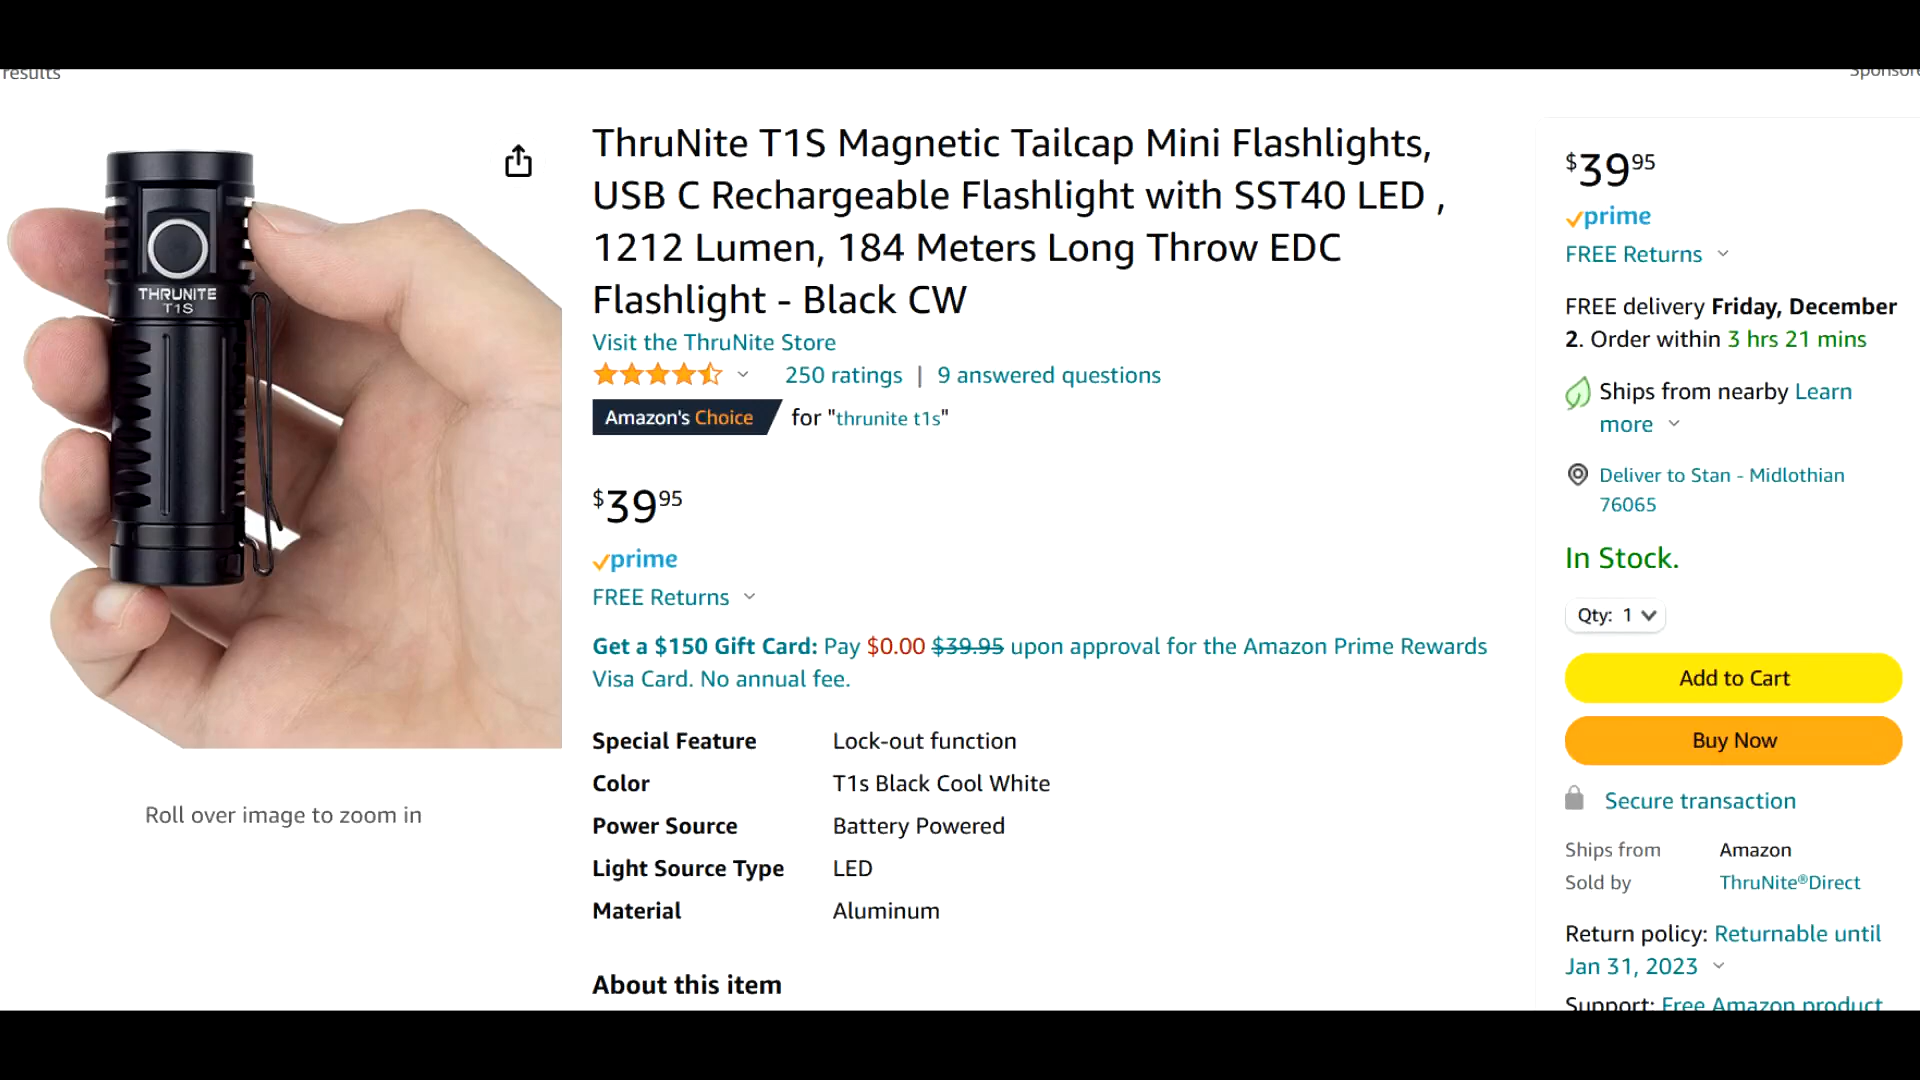 results
Sponsore
THRUNITE
T1S
Roll over image to zoom in
ThruNite T1S Magnetic Tailcap Mini Flashlights,
USB C Rechargeable Flashlight with SST40 LED ,
1212 Lumen, 184 Meters Long Throw EDC
Flashlight - Black CW
Visit the ThruNite Store
250 ratings | 9 answered questions
Amazon's Choice for "thrunite t1s"
$39 95
prime
FREE Returns
Get a $150 Gift Card: Pay $0.00 $39.95 upon approval for the Amazon Prime Rewards
Visa Card. No annual fee.
Special Feature Lock-out function
Color T1s Black Cool White
Power Source Battery Powered
Light Source Type LED
Material Aluminum
About this item
$39 95
prime
FREE Returns
FREE delivery Friday, December
2. Order within 3 hrs 21 mins
Ships from nearby Learn
more
Deliver to Stan - Midlothian
76065
In Stock.
Qty: 1
Add to Cart
Buy Now
Secure transaction
Ships from Amazon
Sold by ThruNite®Direct
Return policy: Returnable until
Jan 31, 2023
Support: Free Amazon product